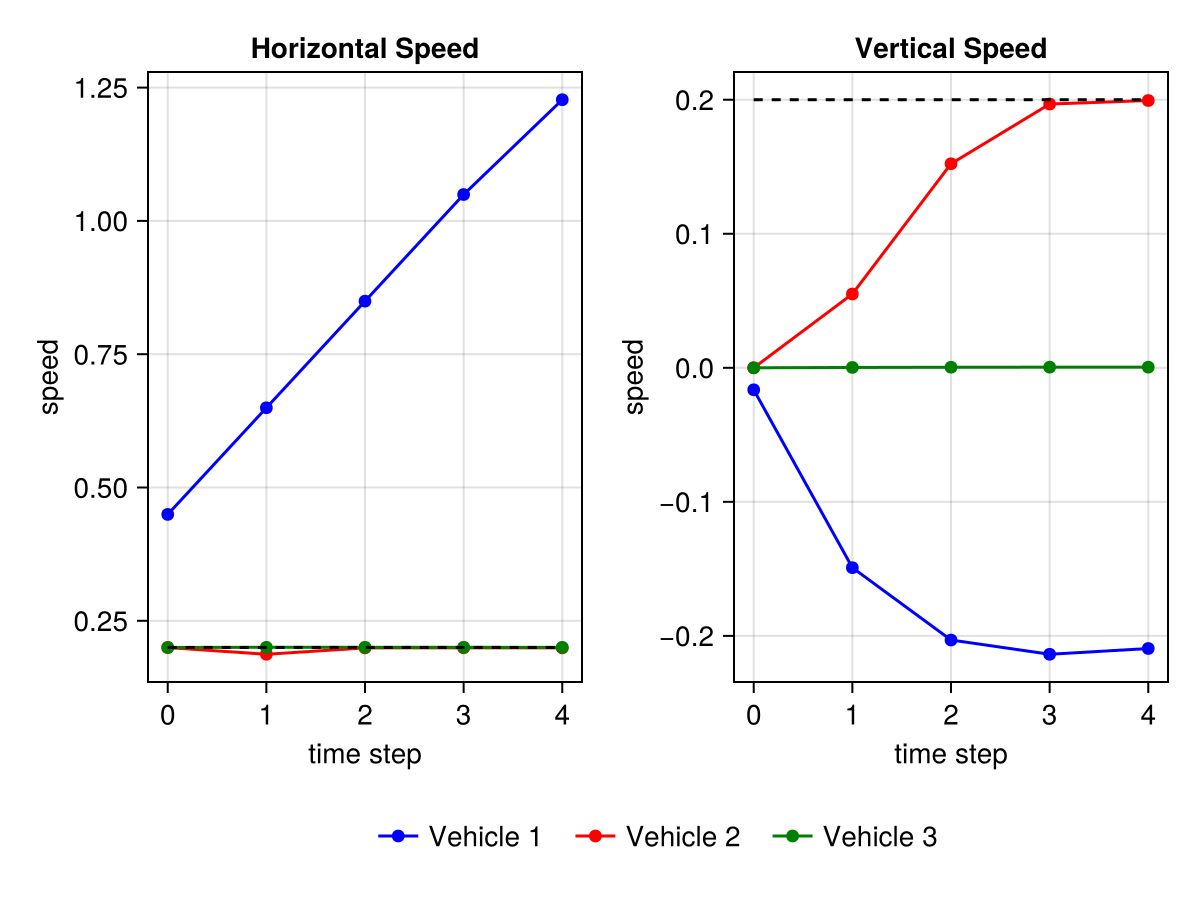 Horizontal Speed
1.25
1.00
0.75
0.50
0.25
speed
0 1 2 3 4
time step
Vertical Speed
0.2
0.1
0.0
−0.1
−0.2
speed
0 1 2 3 4
time step
Vehicle 1 Vehicle 2 Vehicle 3